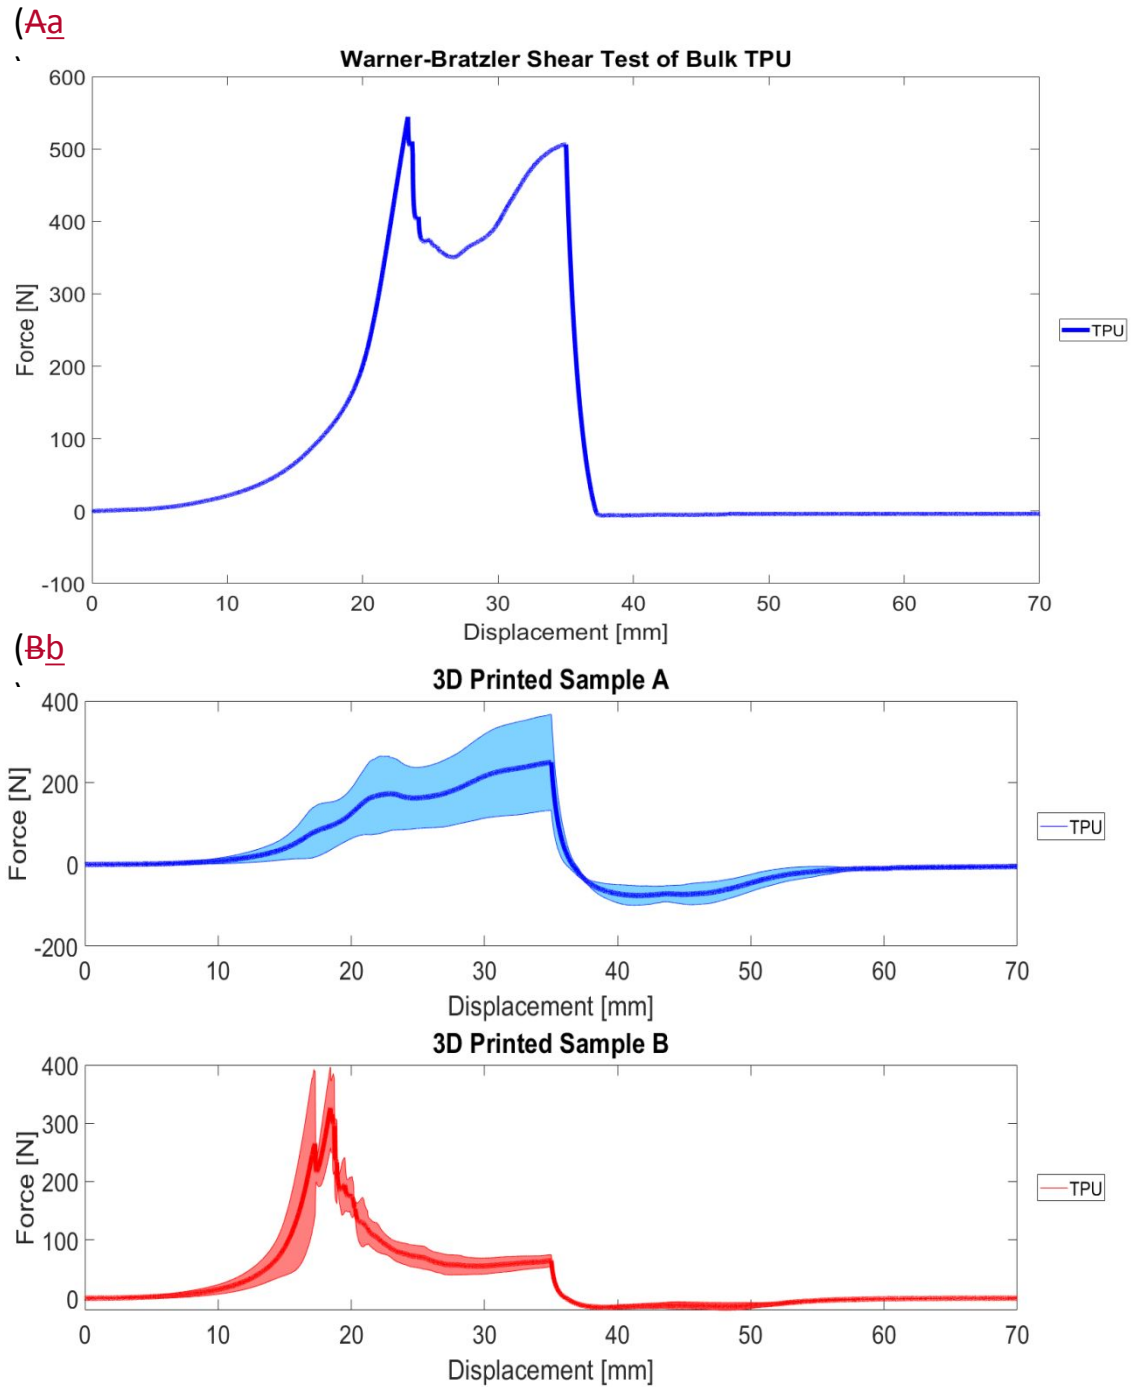 (Aa
Warner-Bratzler Shear Test of Bulk TPU
600
500
400
300
200
100
0
-100
Force [N]
TPU
0 10 20 30 40 50 60 70
Displacement [mm]
(Bb
3D Printed Sample A
400
200
0
-200
Force [N]
TPU
0 10 20 30 40 50 60 70
Displacement [mm]
3D Printed Sample B
400
300
200
100
0
Force [N]
TPU
0 10 20 30 40 50 60 70
Displacement [mm]